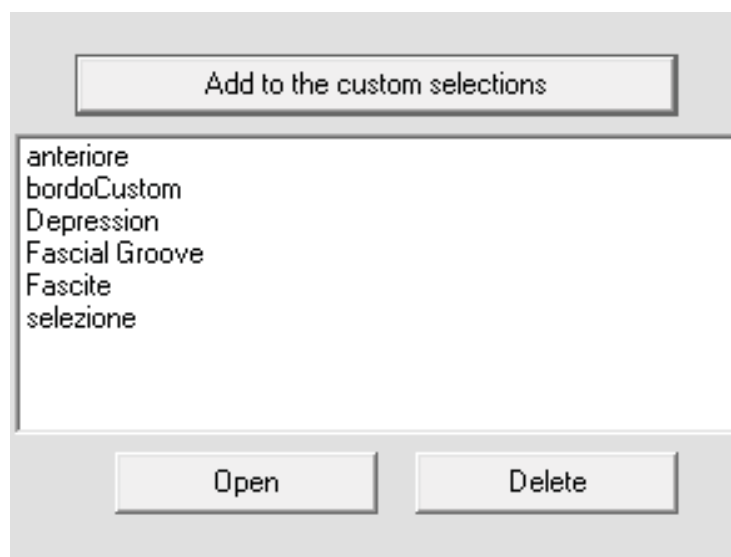 Add to the custom selections
anteriore
bordoCustom
Depression
Fascial Groove
Fascite
selezione
Open
Delete